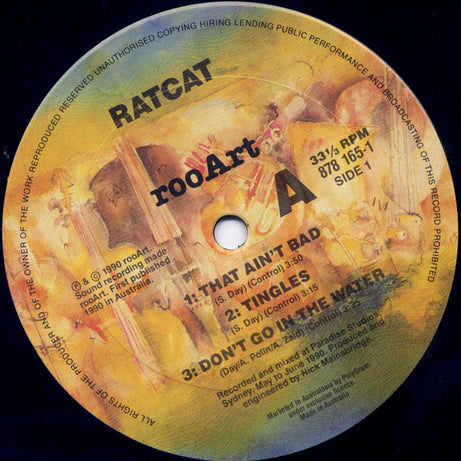 ALL RIGHTS OF THE PRODUCER AND OF THE OWNER OF THE WORK REPRODUCED RESERVED UNAUTHORISED COPYING HIRING LENDING PUBLIC PERFORMANCE AND BROADCASTING OF THIS RECORD PROHIBITED
RATCAT
rooArt
A
33⅓ RPM
878 165-1
SIDE 1
℗ & © 1990 rooArt.
Sound recording made
rooArt. First published
1990 in Australia.
1: THAT AIN'T BAD
(S. Day) (Control) 3:50
2: TINGLES
(S. Day) (Control) 3:15
3: DON'T GO IN THE WATER
(Day/A. Polin/A. Zaid) (Control)
Recorded and mixed at Paradise Studios,
Sydney, May to June 1990. Produced and
engineered by Nick Mainsbridge.
Marketed in Australasia by PolyGram
under exclusive licence
Made in Australia